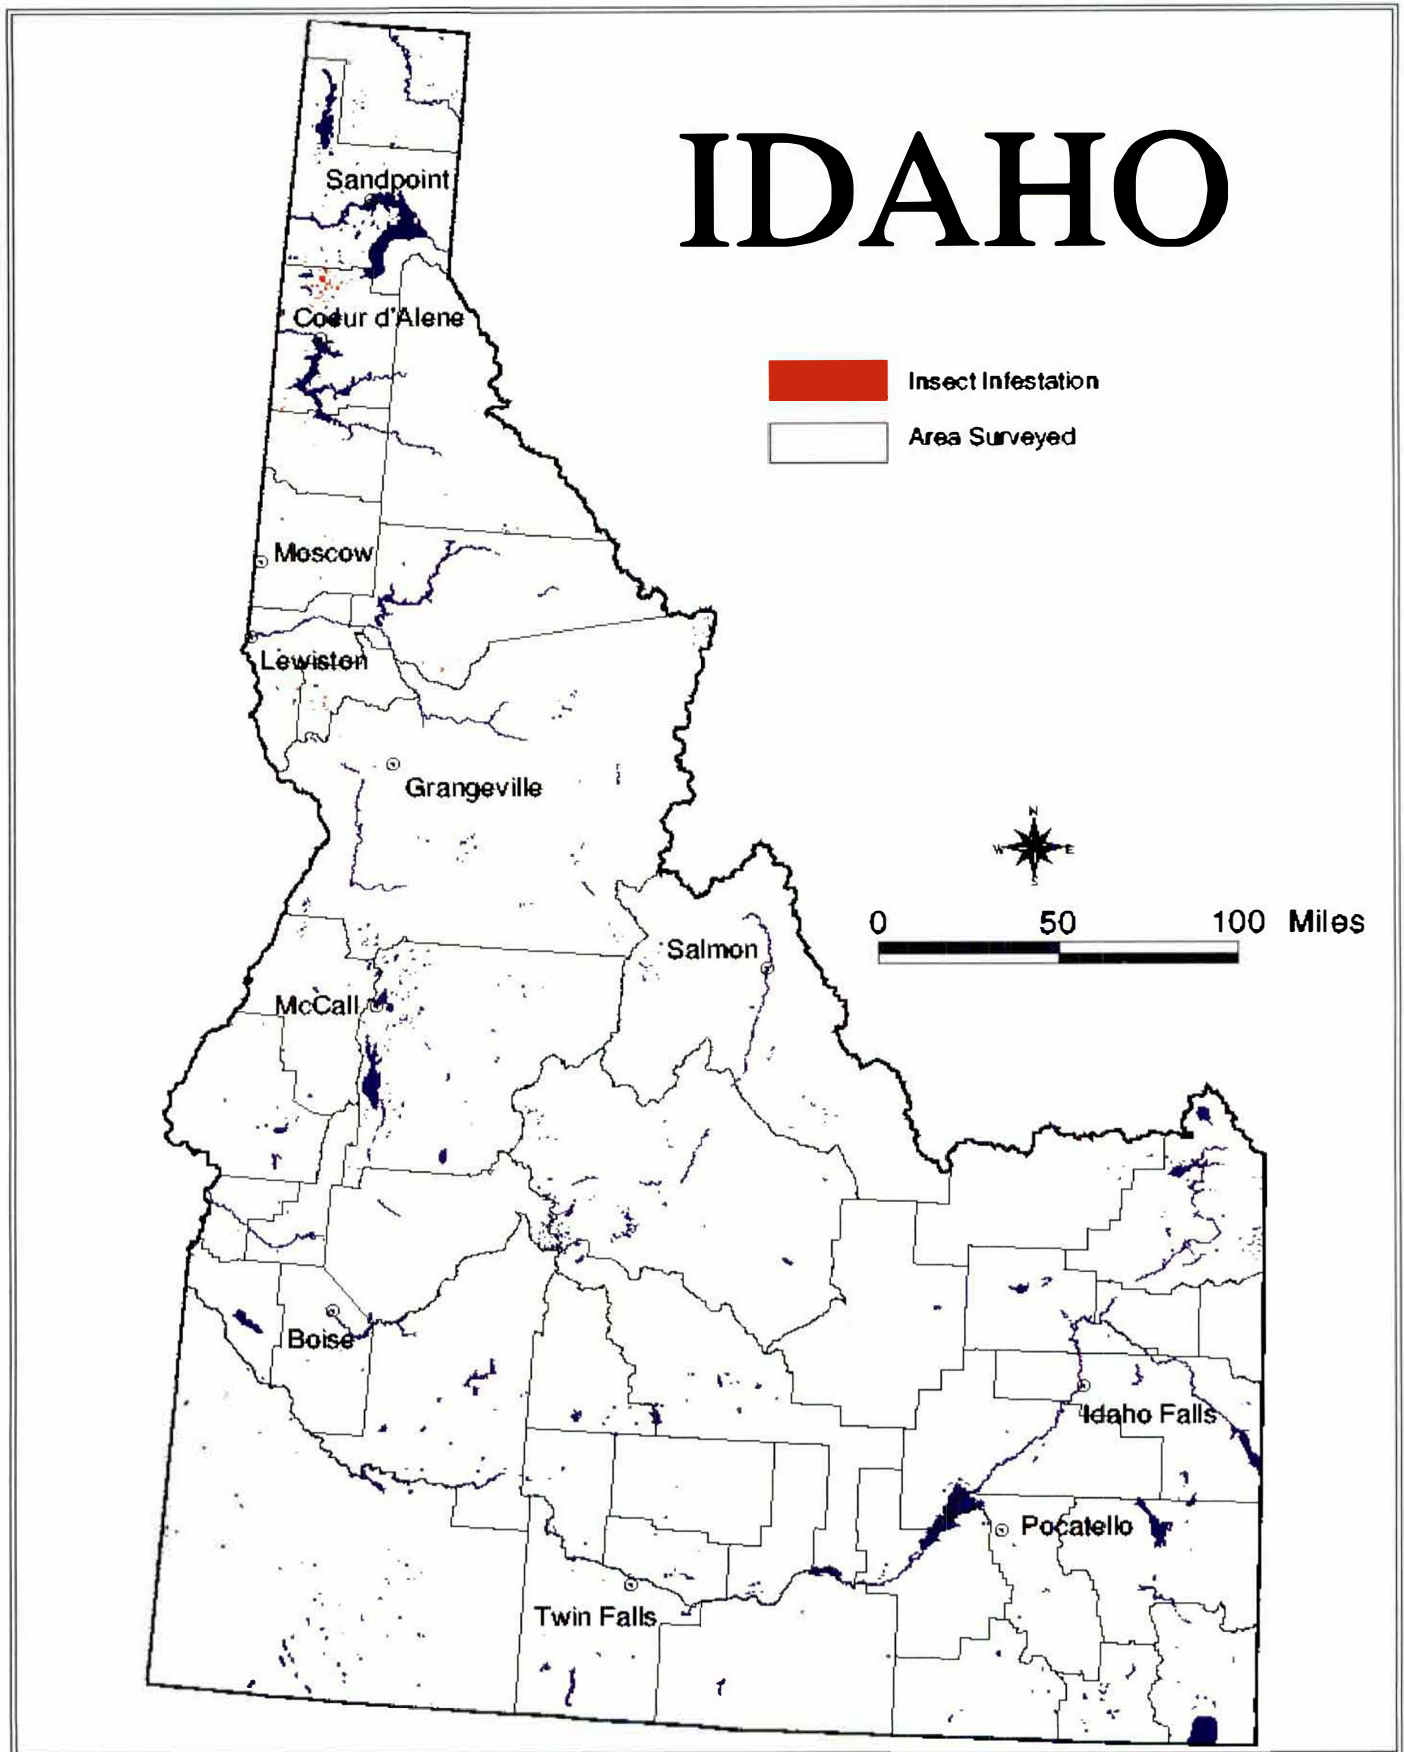 IDAHO
Sandpoint
Coeur d'Alene
Insect Infestation
Area Surveyed
Moscow
Lewiston
Grangeville
N
W E
S
0 50 100 Miles
Salmon
McCall
Boise
Idaho Falls
Pocatello
Twin Falls